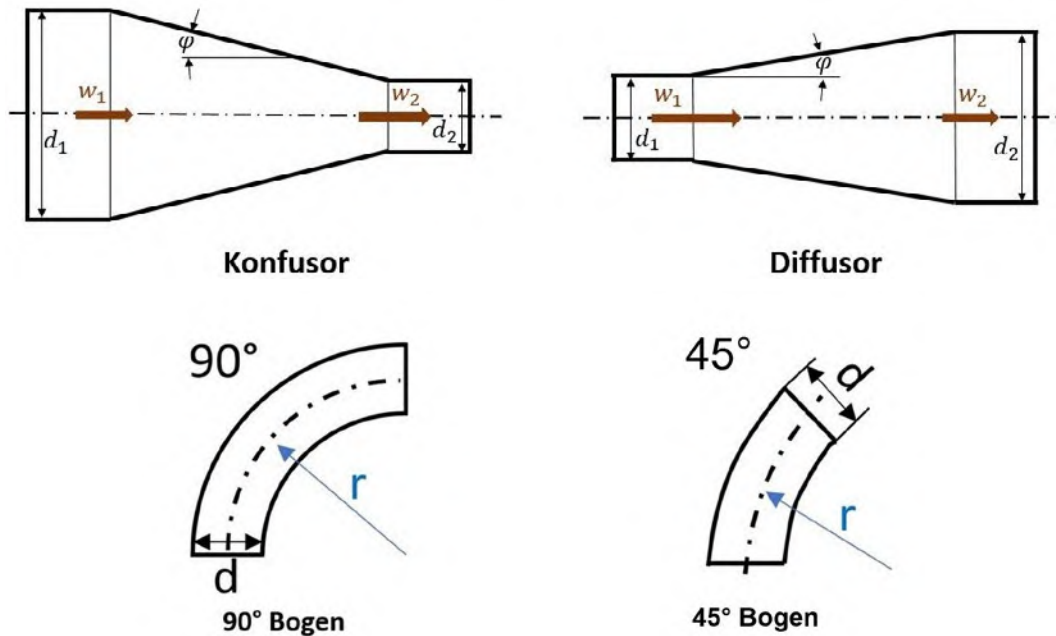 φ
w₁
w₂
d₁
d₂
Konfusor
φ
w₁
w₂
d₁
d₂
Diffusor
90°
r
d
90° Bogen
45°
d
r
45° Bogen